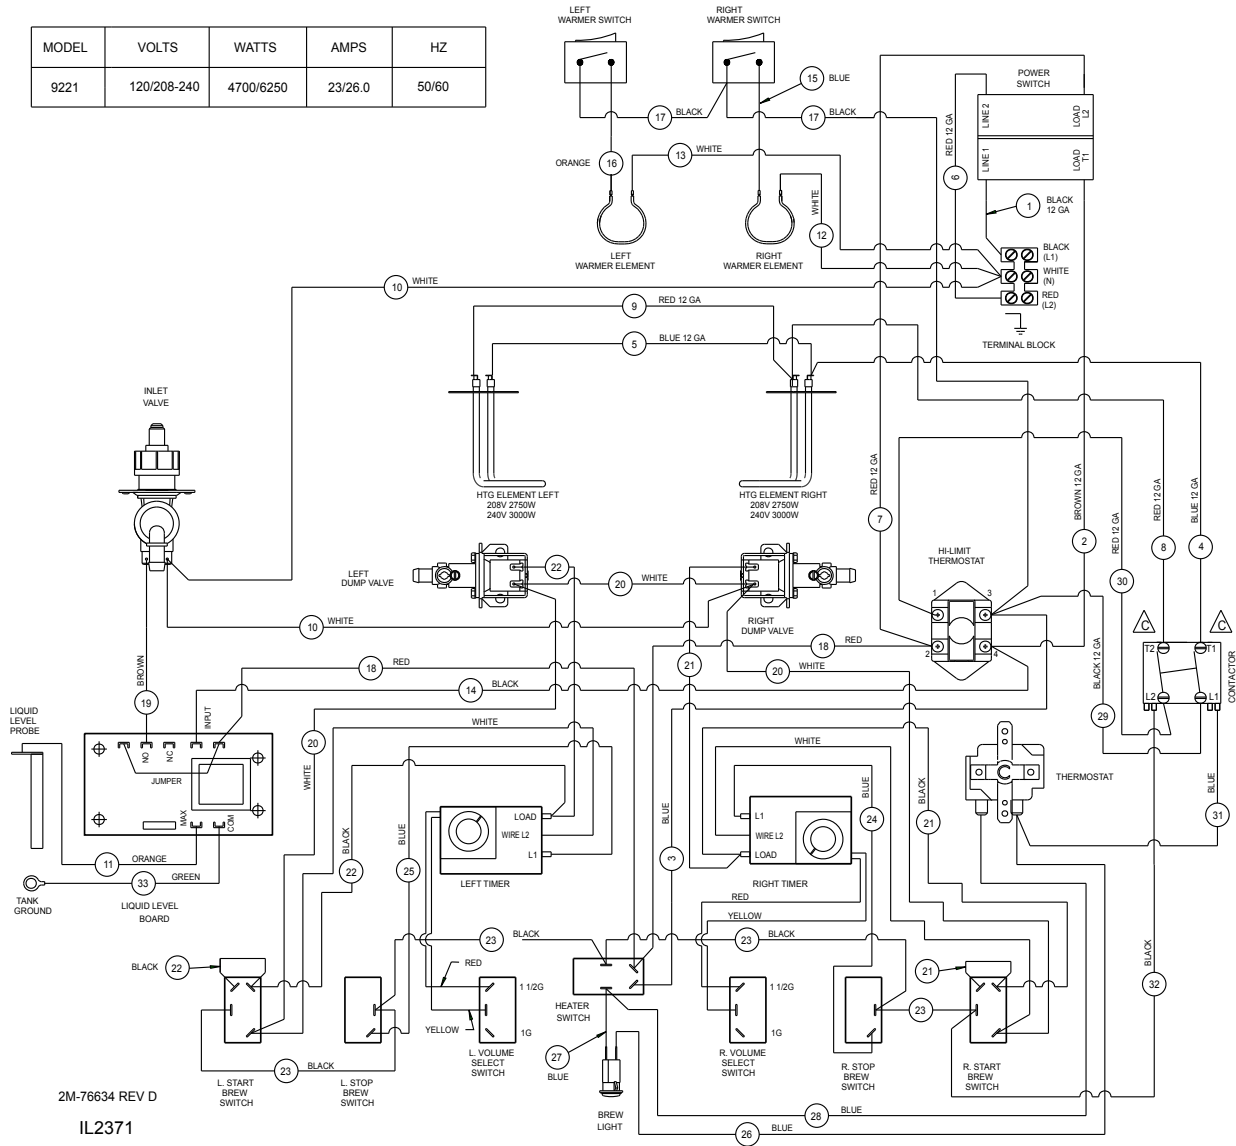 MODEL VOLTS WATTS AMPS HZ
9221 120/208-240 4700/6250 23/26.0 50/60
LEFT
WARMER SWITCH
RIGHT
WARMER SWITCH
15 BLUE
POWER
SWITCH
LINE 2
LOAD
L2
LINE 1
LOAD
T1
17 BLACK
17 BLACK
RED 12 GA
6
ORANGE 16
13 WHITE
1 BLACK
12 GA
WHITE
12
LEFT
WARMER ELEMENT
RIGHT
WARMER ELEMENT
BLACK
(L1)
WHITE
(N)
RED
(L2)
TERMINAL BLOCK
10 WHITE
9 RED 12 GA
5 BLUE 12 GA
INLET
VALVE
HTG ELEMENT LEFT
208V 2750W
240V 3000W
HTG ELEMENT RIGHT
208V 2750W
240V 3000W
RED 12 GA
7
BROWN 12 GA
2
RED 12 GA
30
RED 12 GA
8
BLUE 12 GA
4
HI-LIMIT
THERMOSTAT
1
3
2
4
LEFT
DUMP VALVE
22
20 WHITE
RIGHT
DUMP VALVE
10 WHITE
18 RED
21
20 WHITE
C
C
T2
T1
L2
L1
CONTACTOR
BLACK 12 GA
29
BROWN
19
18 RED
14 BLACK
LIQUID
LEVEL
PROBE
INPUT
NO
NC
JUMPER
MAX
COM
20
WHITE
WHITE
WHITE
THERMOSTAT
C
BLUE
31
LOAD
WIRE L2
L1
LEFT TIMER
L1
WIRE L2
LOAD
RIGHT TIMER
BLACK
22
BLUE
25
BLUE
3
BLUE
24
BLACK
21
11 ORANGE
33 GREEN
TANK
GROUND
LIQUID LEVEL
BOARD
RED
YELLOW
23 BLACK
23 BLACK
BLACK 22
RED
YELLOW
1 1/2G
1G
HEATER
SWITCH
1 1/2G
1G
21
23
BLACK
32
27
BLUE
23 BLACK
L. START
BREW
SWITCH
L. STOP
BREW
SWITCH
L. VOLUME
SELECT
SWITCH
R. VOLUME
SELECT
SWITCH
R. STOP
BREW
SWITCH
R. START
BREW
SWITCH
BREW
LIGHT
28 BLUE
26 BLUE
2M-76634 REV D
IL2371